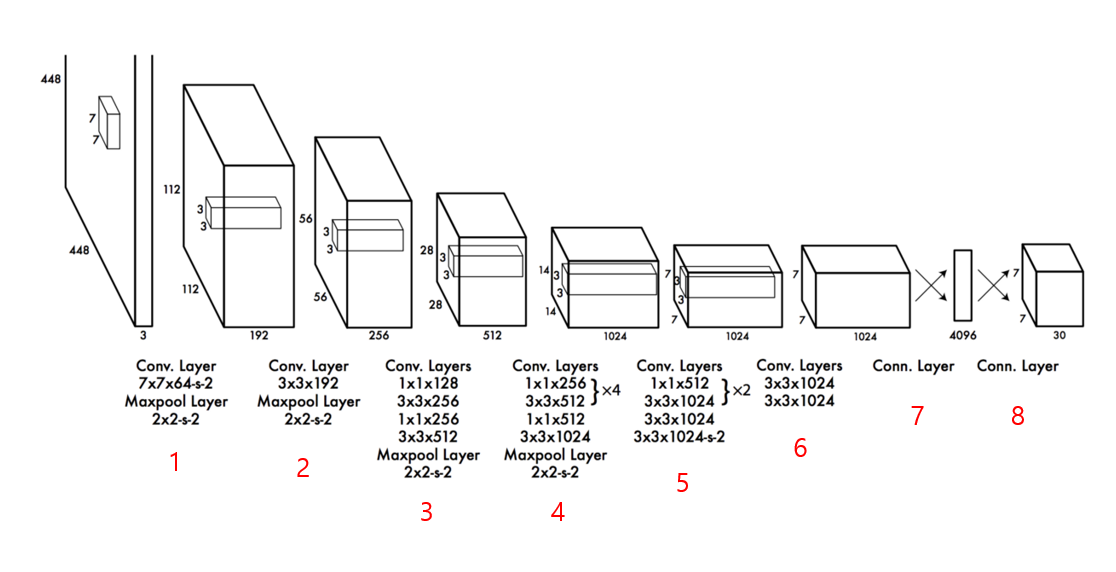 448
7
7
448
3
112
3
3
112
192
56
3
3
56
256
28
3
3
28
512
14
3
3
14
1024
7
3
3
7
1024
7
7
1024
4096
7
7
30
Conv. Layer
7x7x64-s-2
Maxpool Layer
2x2-s-2
1
Conv. Layer
3x3x192
Maxpool Layer
2x2-s-2
2
Conv. Layers
1x1x128
3x3x256
1x1x256
3x3x512
Maxpool Layer
2x2-s-2
3
Conv. Layers
1x1x256
3x3x512
}×4
1x1x512
3x3x1024
Maxpool Layer
2x2-s-2
4
Conv. Layers
1x1x512
3x3x1024
}×2
3x3x1024
3x3x1024-s-2
5
Conv. Layers
3x3x1024
3x3x1024
6
Conn. Layer
7
Conn. Layer
8